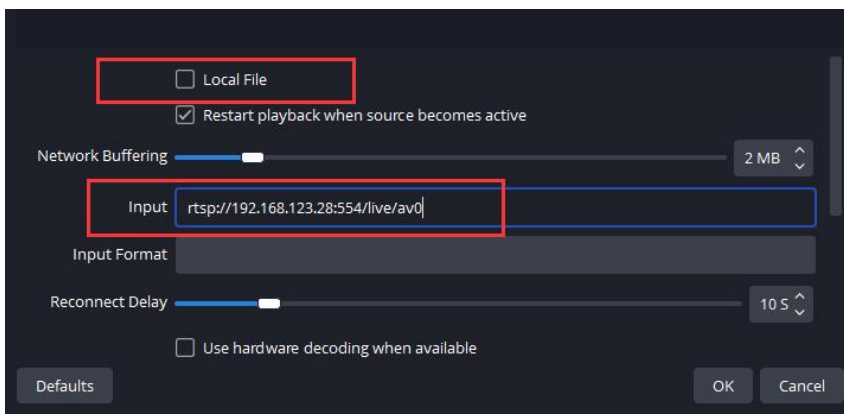 Local File
Restart playback when source becomes active
Network Buffering 2 MB
Input rtsp://192.168.123.28:554/live/av0
Input Format
Reconnect Delay 10 S
Use hardware decoding when available
Defaults OK Cancel